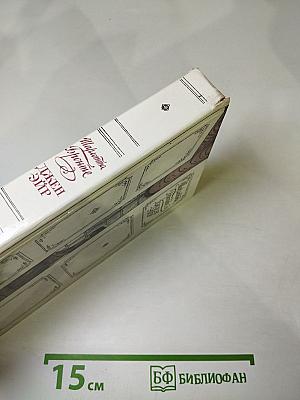 Шарлотта
Бронте
ДЖЕН
ЭЙР
15 см
БФ БИБЛИОФАН